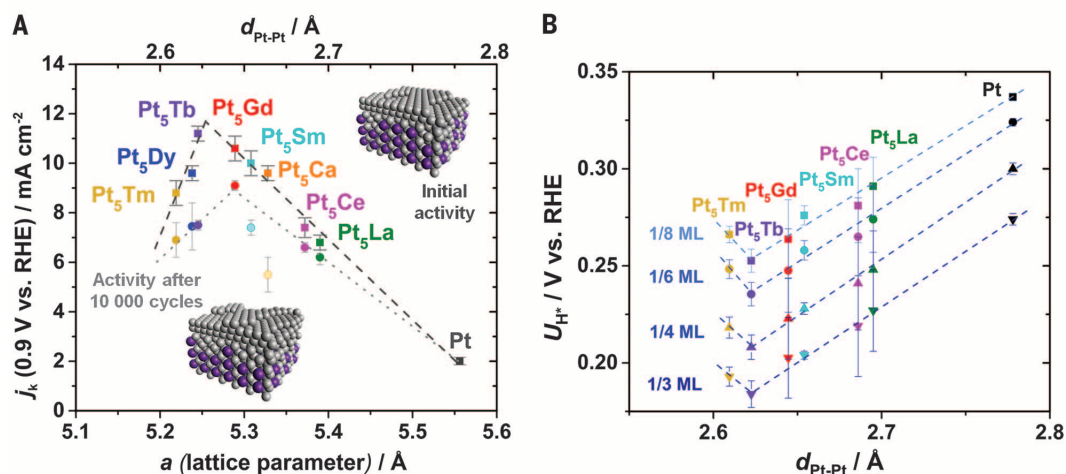 A
d Pt-Pt / Å
2.6 2.7 2.8
j k (0.9 V vs. RHE) / mA cm-2
14
12
10
8
6
4
2
0
Pt5Tb
Pt5Gd
Pt5Dy
Pt5Sm
Pt5Tm
Pt5Ca
Initial
activity
Pt5Ce
Pt5La
Activity after
10 000 cycles
Pt
5.1 5.2 5.3 5.4 5.5 5.6
a (lattice parameter) / Å
B
U H* / V vs. RHE
0.35
0.30
0.25
0.20
Pt
Pt5La
Pt5Ce
Pt5Sm
Pt5Gd
Pt5Tm
Pt5Tb
1/8 ML
1/6 ML
1/4 ML
1/3 ML
2.6 2.7 2.8
d Pt-Pt / Å